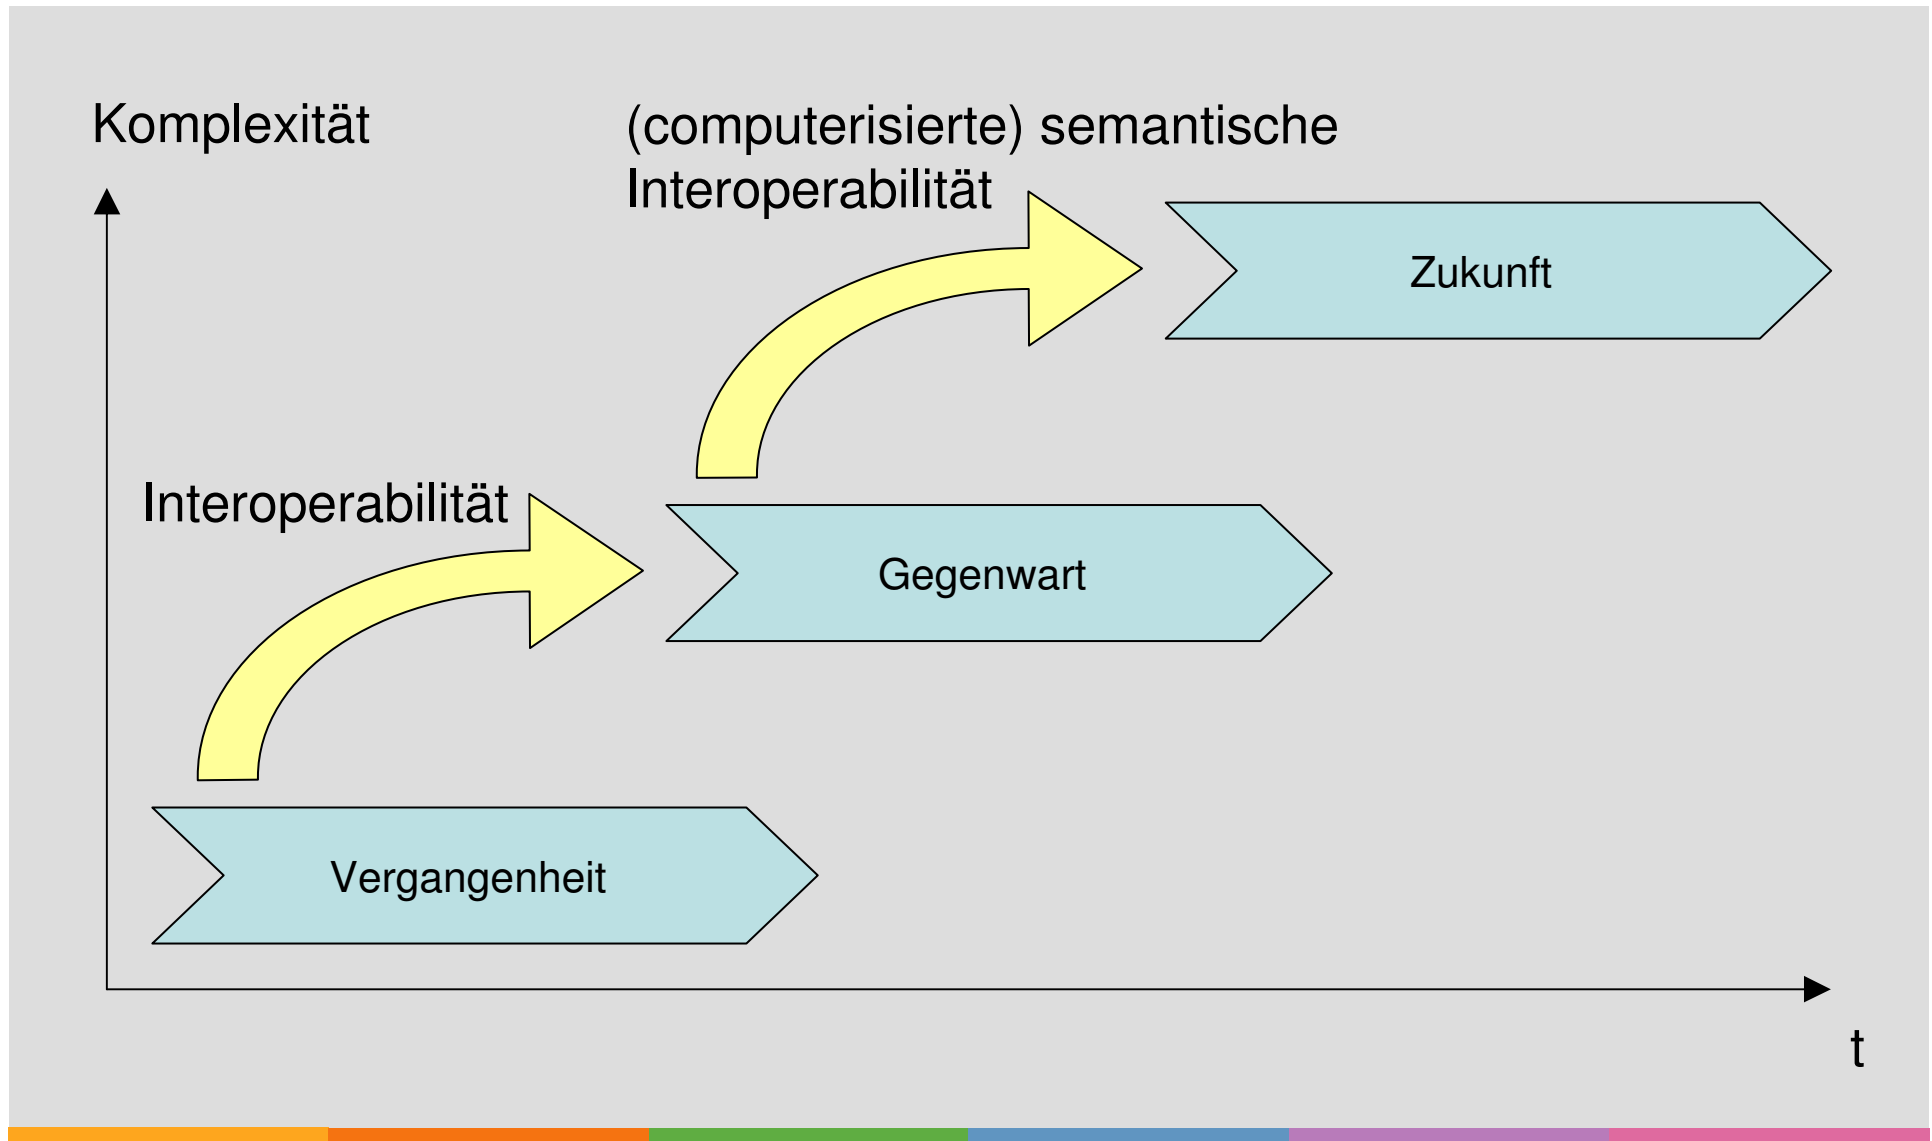 Komplexität
(computerisierte) semantische
Interoperabilität
Zukunft
Interoperabilität
Gegenwart
Vergangenheit
t